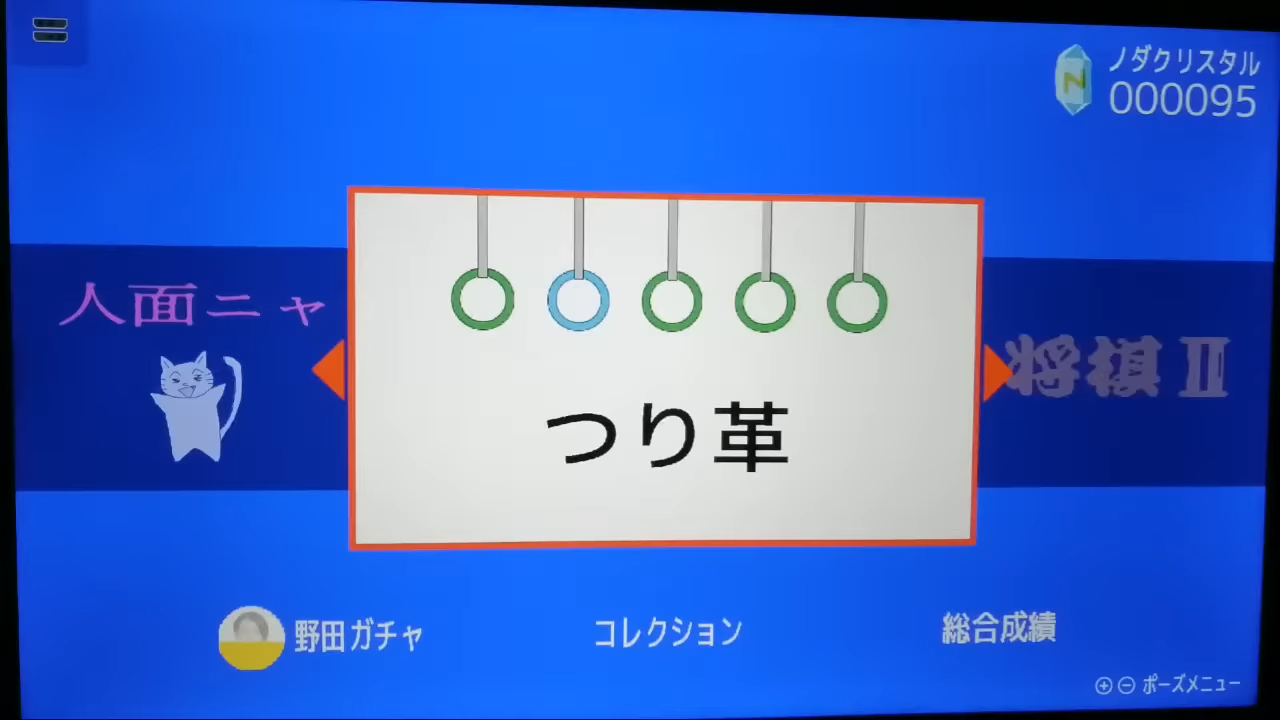 ノダクリスタル
N
000095
人面ニャ
つり革
将棋Ⅱ
野田ガチャ
コレクション
総合成績
⊕⊖ ポーズメニュー